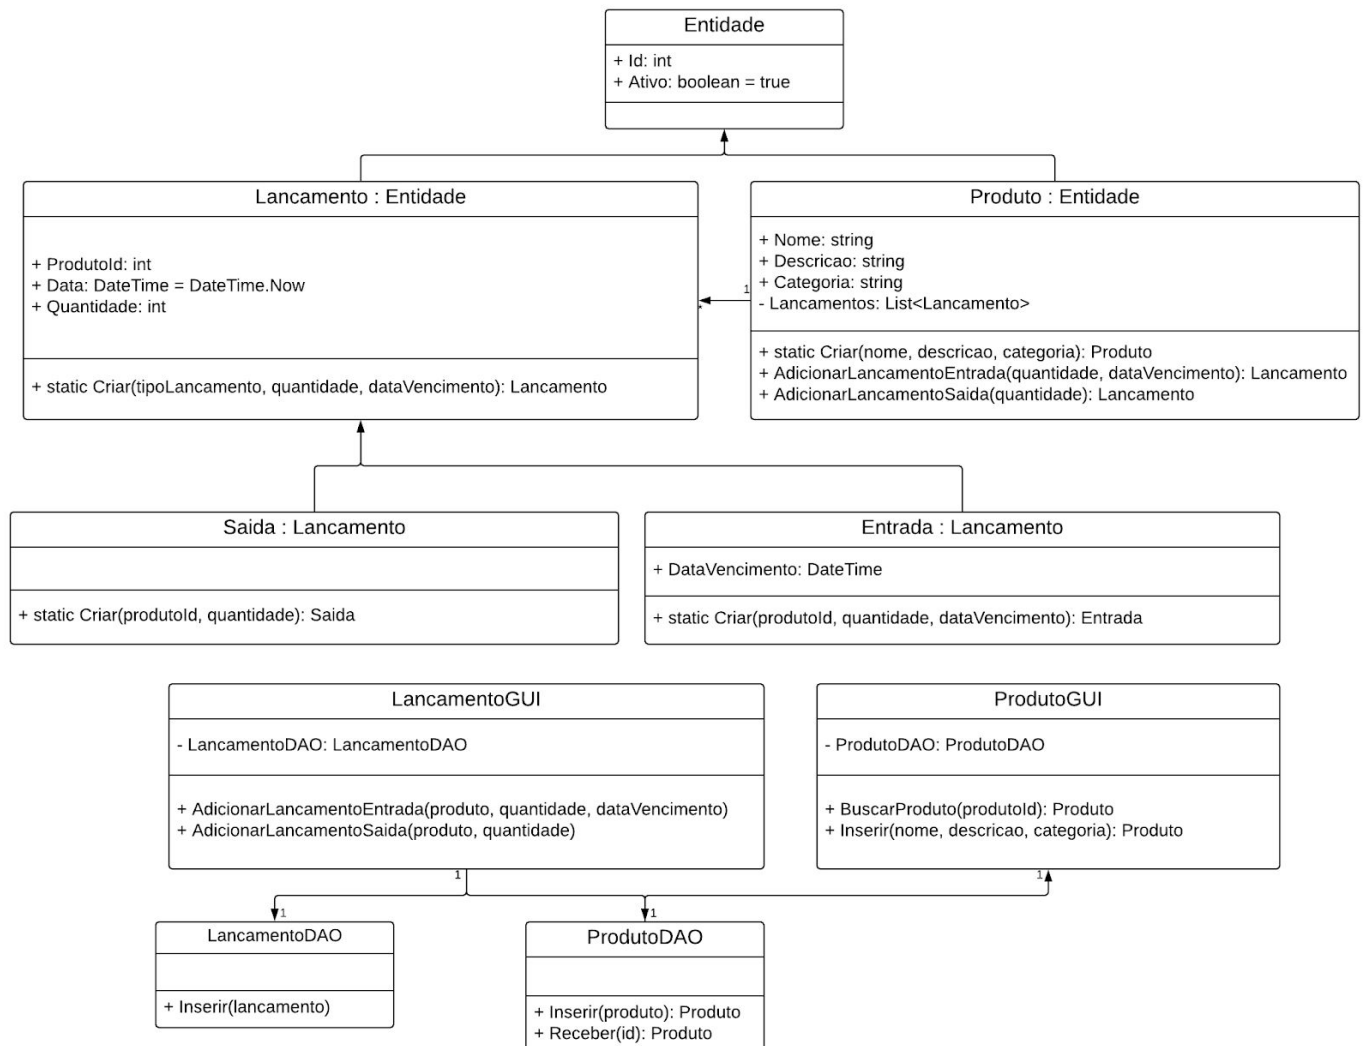 Entidade
+ Id: int
+ Ativo: boolean = true
Lancamento : Entidade
+ ProdutoId: int
+ Data: DateTime = DateTime.Now
+ Quantidade: int
+ static Criar(tipoLancamento, quantidade, dataVencimento): Lancamento
Produto : Entidade
+ Nome: string
+ Descricao: string
+ Categoria: string
- Lancamentos: List<Lancamento>
+ static Criar(nome, descricao, categoria): Produto
+ AdicionarLancamentoEntrada(quantidade, dataVencimento): Lancamento
+ AdicionarLancamentoSaida(quantidade): Lancamento
1
*
Saida : Lancamento
+ static Criar(produtoId, quantidade): Saida
Entrada : Lancamento
+ DataVencimento: DateTime
+ static Criar(produtoId, quantidade, dataVencimento): Entrada
LancamentoGUI
- LancamentoDAO: LancamentoDAO
+ AdicionarLancamentoEntrada(produto, quantidade, dataVencimento)
+ AdicionarLancamentoSaida(produto, quantidade)
ProdutoGUI
- ProdutoDAO: ProdutoDAO
+ BuscarProduto(produtoId): Produto
+ Inserir(nome, descricao, categoria): Produto
1
1
1
1
LancamentoDAO
+ Inserir(lancamento)
ProdutoDAO
+ Inserir(produto): Produto
+ Receber(id): Produto